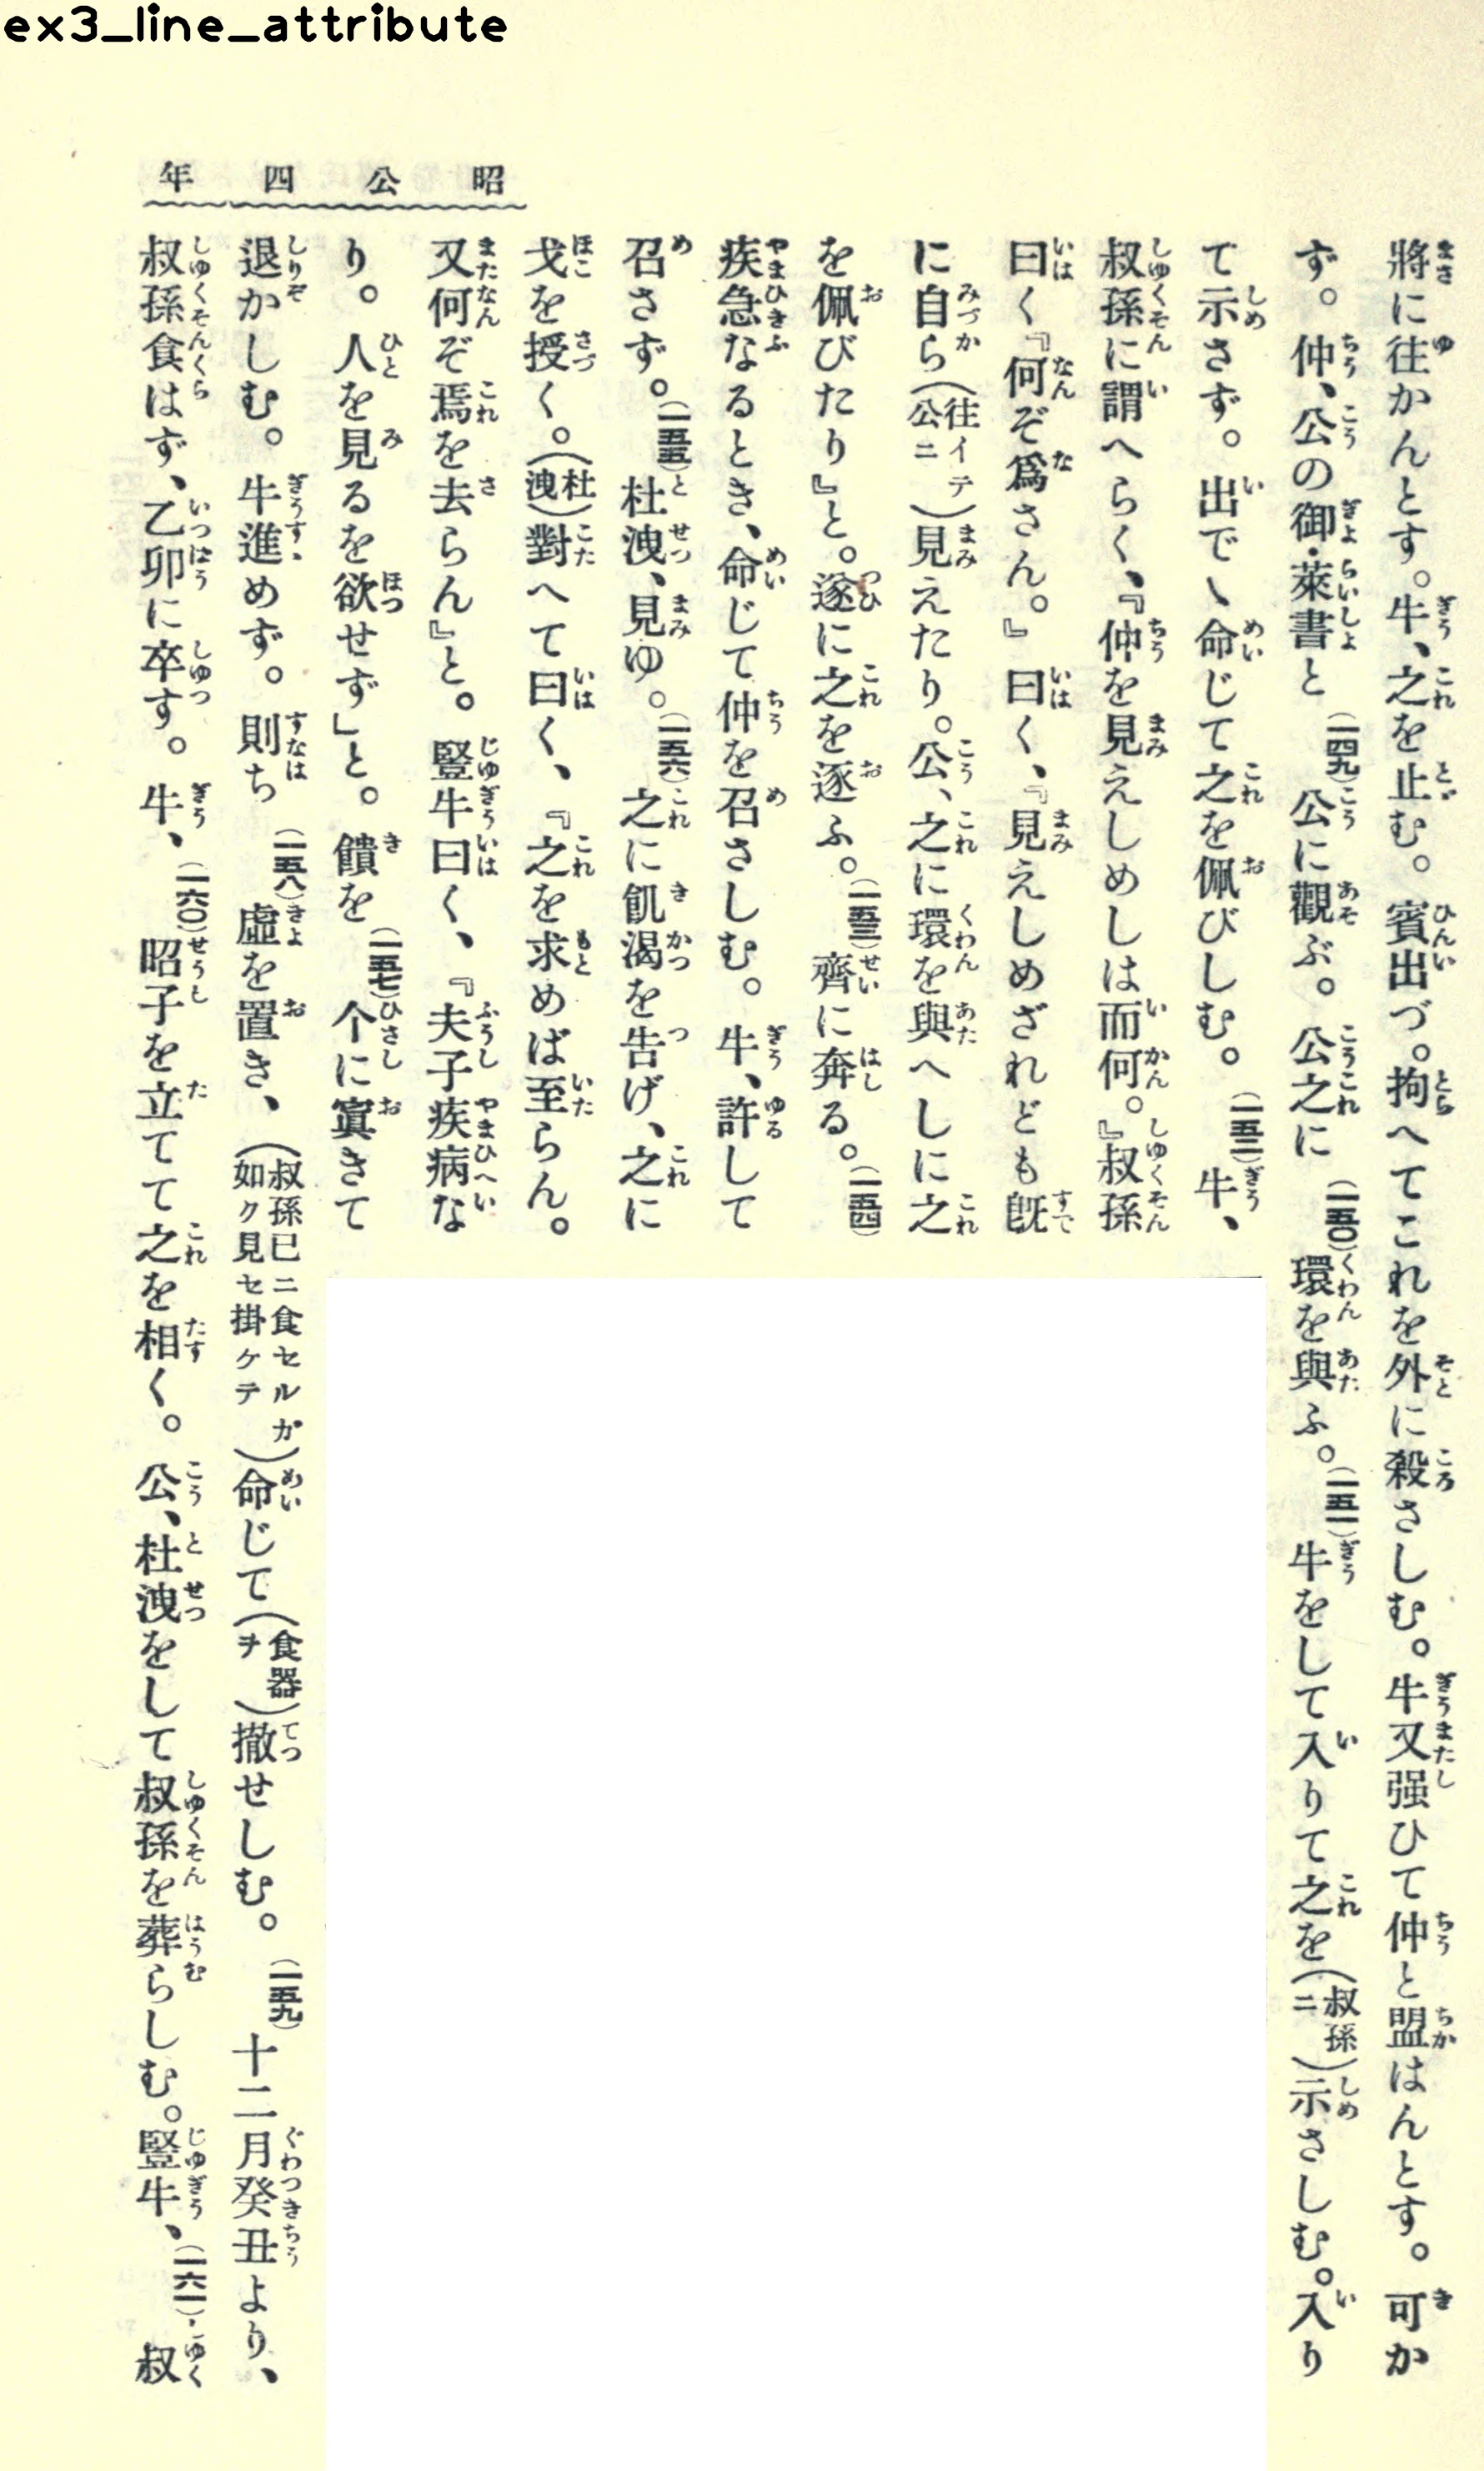 ex3_line_attribute
昭公四年
將に往かんとす。牛、之を止む。賓出づ。拘へてこれを外に殺さしむ。牛又强ひて仲と盟はんとす。可か
ず。仲、公の御・萊書と(一四九)公に觀ぶ。公之に(一五〇)環を與ふ。(一五一)牛をして入りて之を(叔孫ニ)示さしむ。入り
て示さず。出でヽ命じて之を佩びしむ。(一五二)牛、
叔孫に謂へらく、『仲を見えしめしは而何。』叔孫
曰く『何ぞ爲さん。』曰く、『見えしめざれども既
に自ら(往イテ公ニ)見えたり。公、之に環を與へしに之
を佩びたり』と。遂に之を逐ふ。(一五三)齊に奔る。(一五四)
疾急なるとき、命じて仲を召さしむ。牛、許して
召さず。(一五五)杜洩、見ゆ。(一五六)之に飢渴を告げ、之に
戈を授く。(杜洩)對へて曰く、『之を求めば至らん。
又何ぞ焉を去らん』と。豎牛曰く、『夫子疾病な
り。人を見るを欲せず」と。饋を(一五七)个に寘きて
退かしむ。牛進めず。則ち(一五八)虛を置き、(叔孫已ニ食セルガ如ク見セ掛ケテ)命じて(食器ヲ)撤せしむ。(一五九)十二月癸丑より、
叔孫食はず、乙卯に卒す。牛、(一六〇)昭子を立てて之を相く。公、杜洩をして叔孫を葬らしむ。豎牛、(一六一)叔